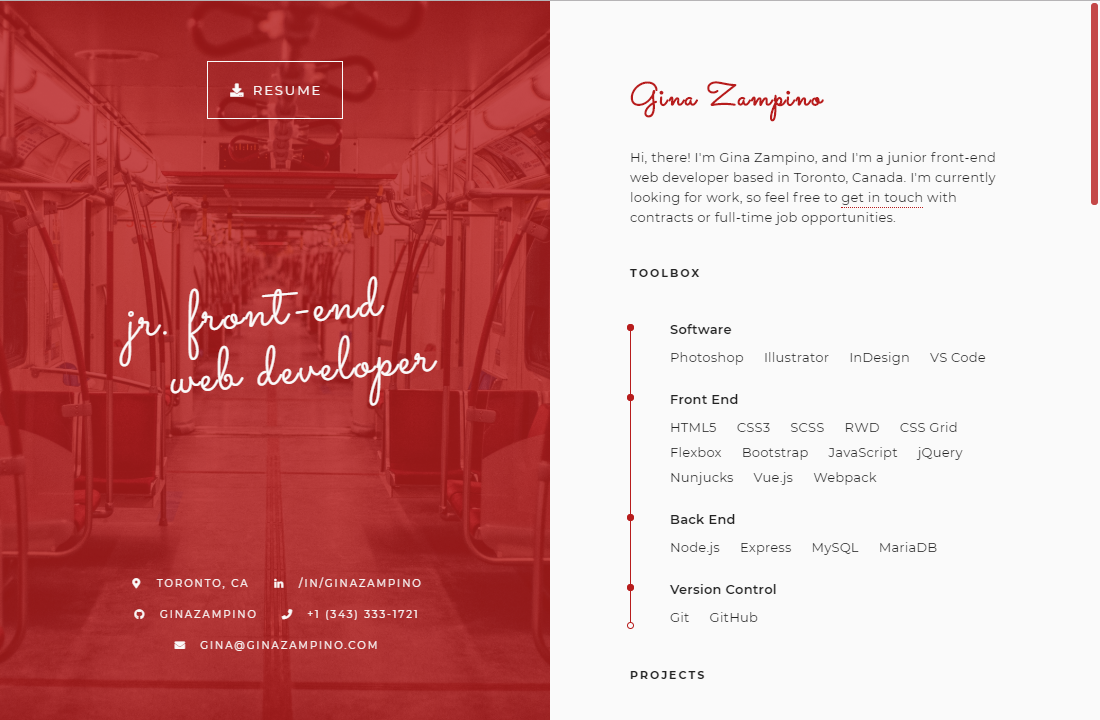 RESUME
jr. front-end
web developer
TORONTO, CA /IN/GINAZAMPINO
GINAZAMPINO +1 (343) 333-1721
GINA@GINAZAMPINO.COM
Gina Zampino
Hi, there! I'm Gina Zampino, and I'm a junior front-end
web developer based in Toronto, Canada. I'm currently
looking for work, so feel free to get in touch with
contracts or full-time job opportunities.
TOOLBOX
Software
Photoshop Illustrator InDesign VS Code
Front End
HTML5 CSS3 SCSS RWD CSS Grid
Flexbox Bootstrap JavaScript jQuery
Nunjucks Vue.js Webpack
Back End
Node.js Express MySQL MariaDB
Version Control
Git GitHub
PROJECTS